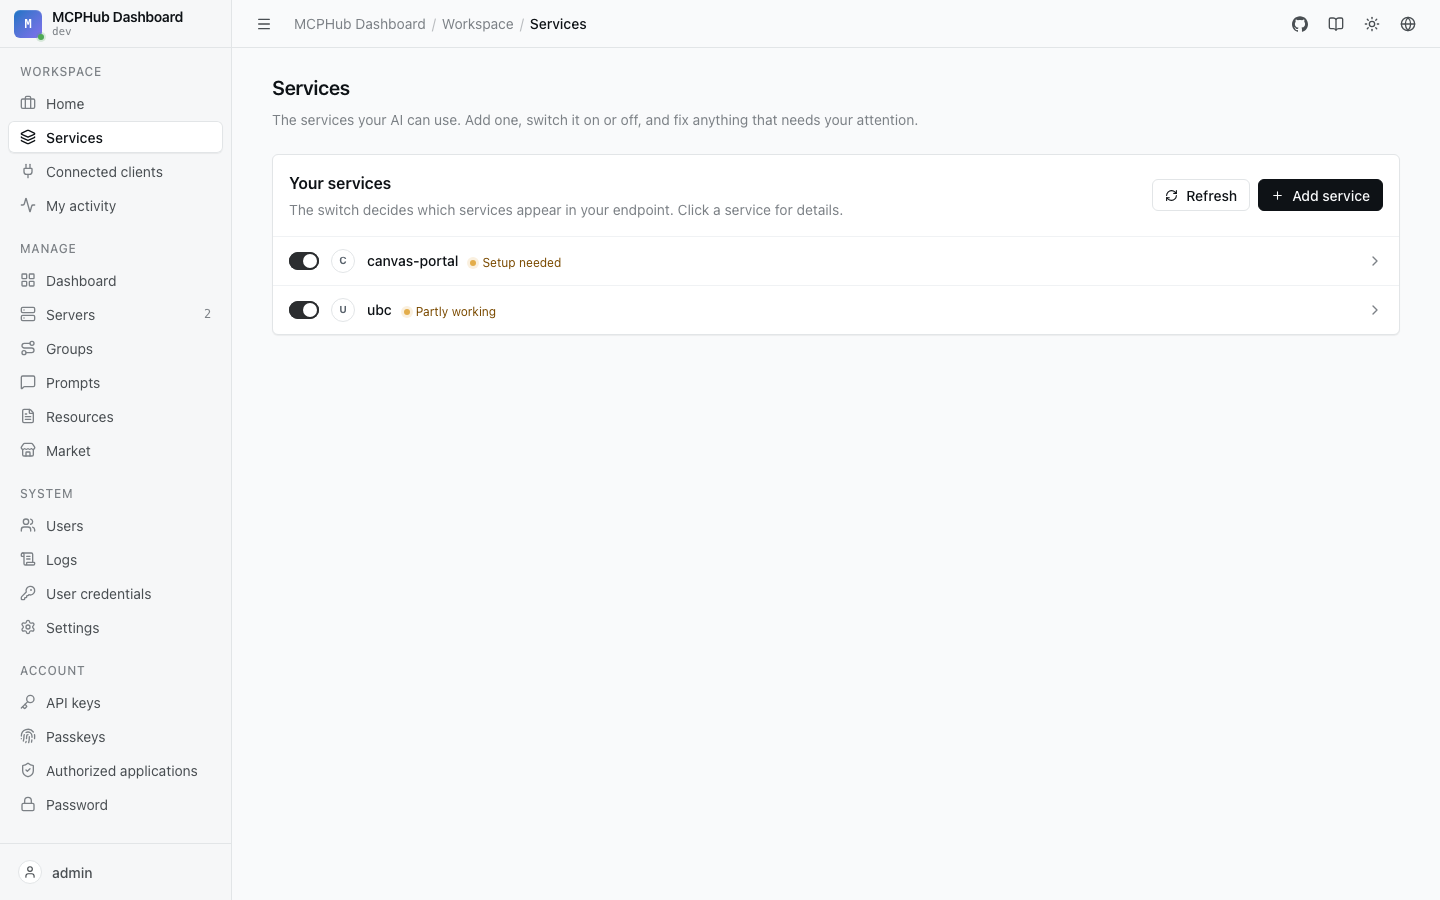 M
MCPHub Dashboard
dev
MCPHub Dashboard / Workspace / Services
WORKSPACE
Home
Services
Connected clients
My activity
MANAGE
Dashboard
Servers 2
Groups
Prompts
Resources
Market
SYSTEM
Users
Logs
User credentials
Settings
ACCOUNT
API keys
Passkeys
Authorized applications
Password
admin
Services
The services your AI can use. Add one, switch it on or off, and fix anything that needs your attention.
Your services
The switch decides which services appear in your endpoint. Click a service for details.
Refresh
Add service
C canvas-portal Setup needed
U ubc Partly working